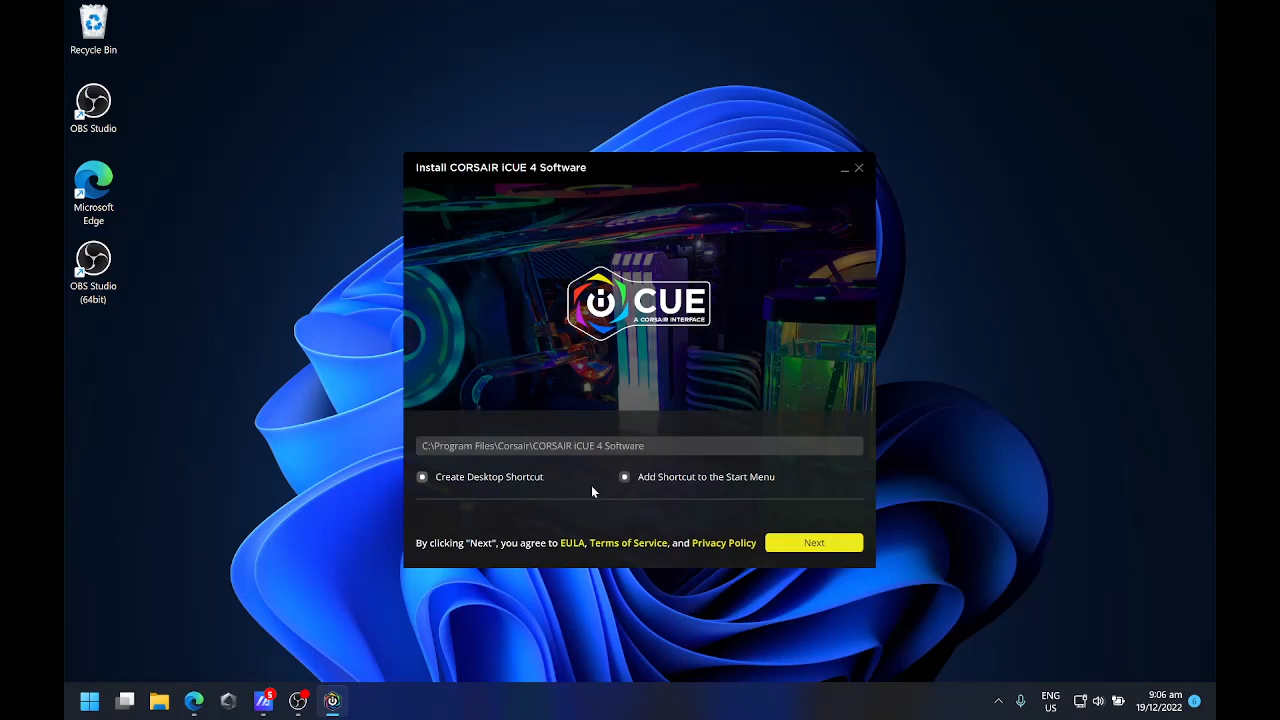 Recycle Bin
OBS Studio
Microsoft
Edge
OBS Studio
(64bit)
Install CORSAIR iCUE 4 Software
iCUE
A CORSAIR INTERFACE
C:\Program Files\Corsair\CORSAIR iCUE 4 Software
Create Desktop Shortcut
Add Shortcut to the Start Menu
By clicking "Next", you agree to EULA, Terms of Service, and Privacy Policy
Next
5
ENG
US
9:06 am
19/12/2022
6